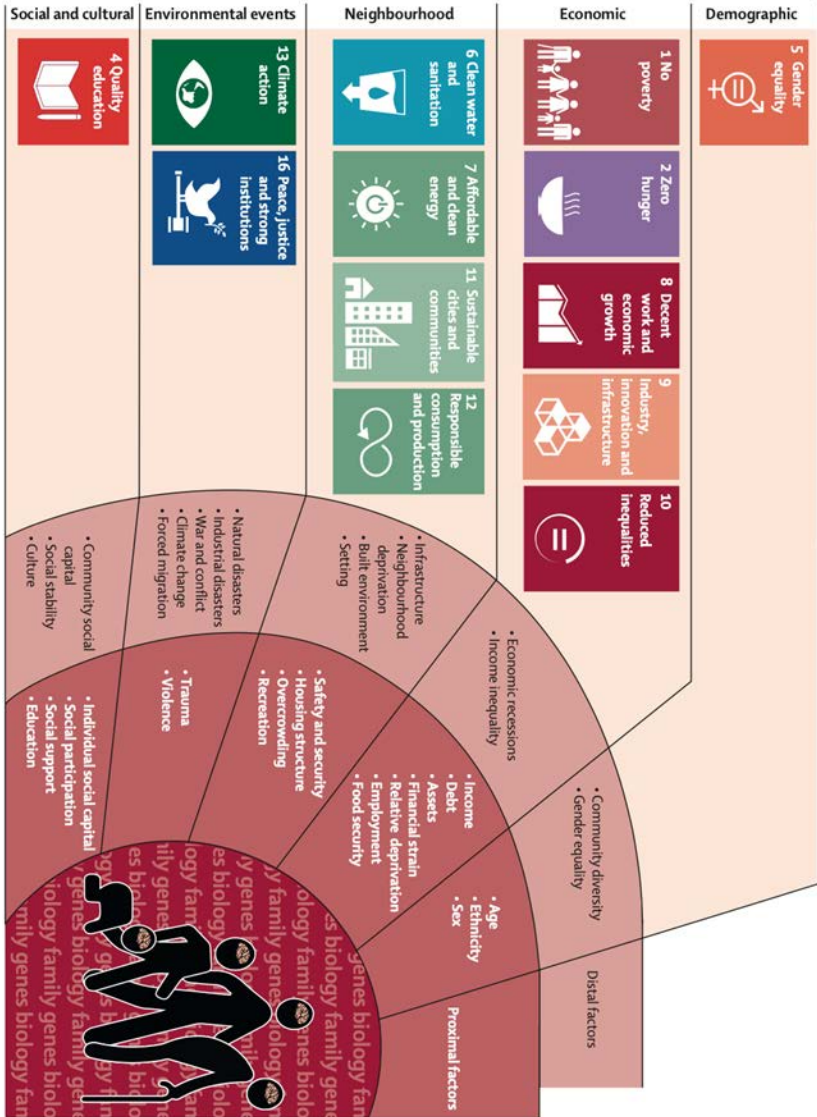 Social and cultural
Environmental events
Neighbourhood
Economic
Demographic
5 Gender
equality
1 No
poverty
2 Zero
hunger
8 Decent
work and
economic
growth
9
Industry,
innovation and
infrastructure
10
Reduced
inequalities
6 Clean water
and
sanitation
7 Affordable
and clean
energy
11 Sustainable
cities and
communities
12
Responsible
consumption
and production
13 Climate
action
16 Peace, justice
and strong
institutions
4 Quality
education
• Community diversity
• Gender equality
• Economic recessions
• Income inequality
• Infrastructure
• Neighbourhood
deprivation
• Built environment
• Setting
• Natural disasters
• Industrial disasters
• War and conflict
• Climate change
• Forced migration
• Community social
capital
• Social stability
• Culture
Distal factors
• Age
• Ethnicity
• Sex
• Income
• Debt
• Assets
• Financial strain
• Relative deprivation
• Employment
• Food security
• Safety and security
• Housing structure
• Overcrowding
• Recreation
• Trauma
• Violence
• Individual social capital
• Social participation
• Social support
• Education
Proximal factors
genes biology family genes biology